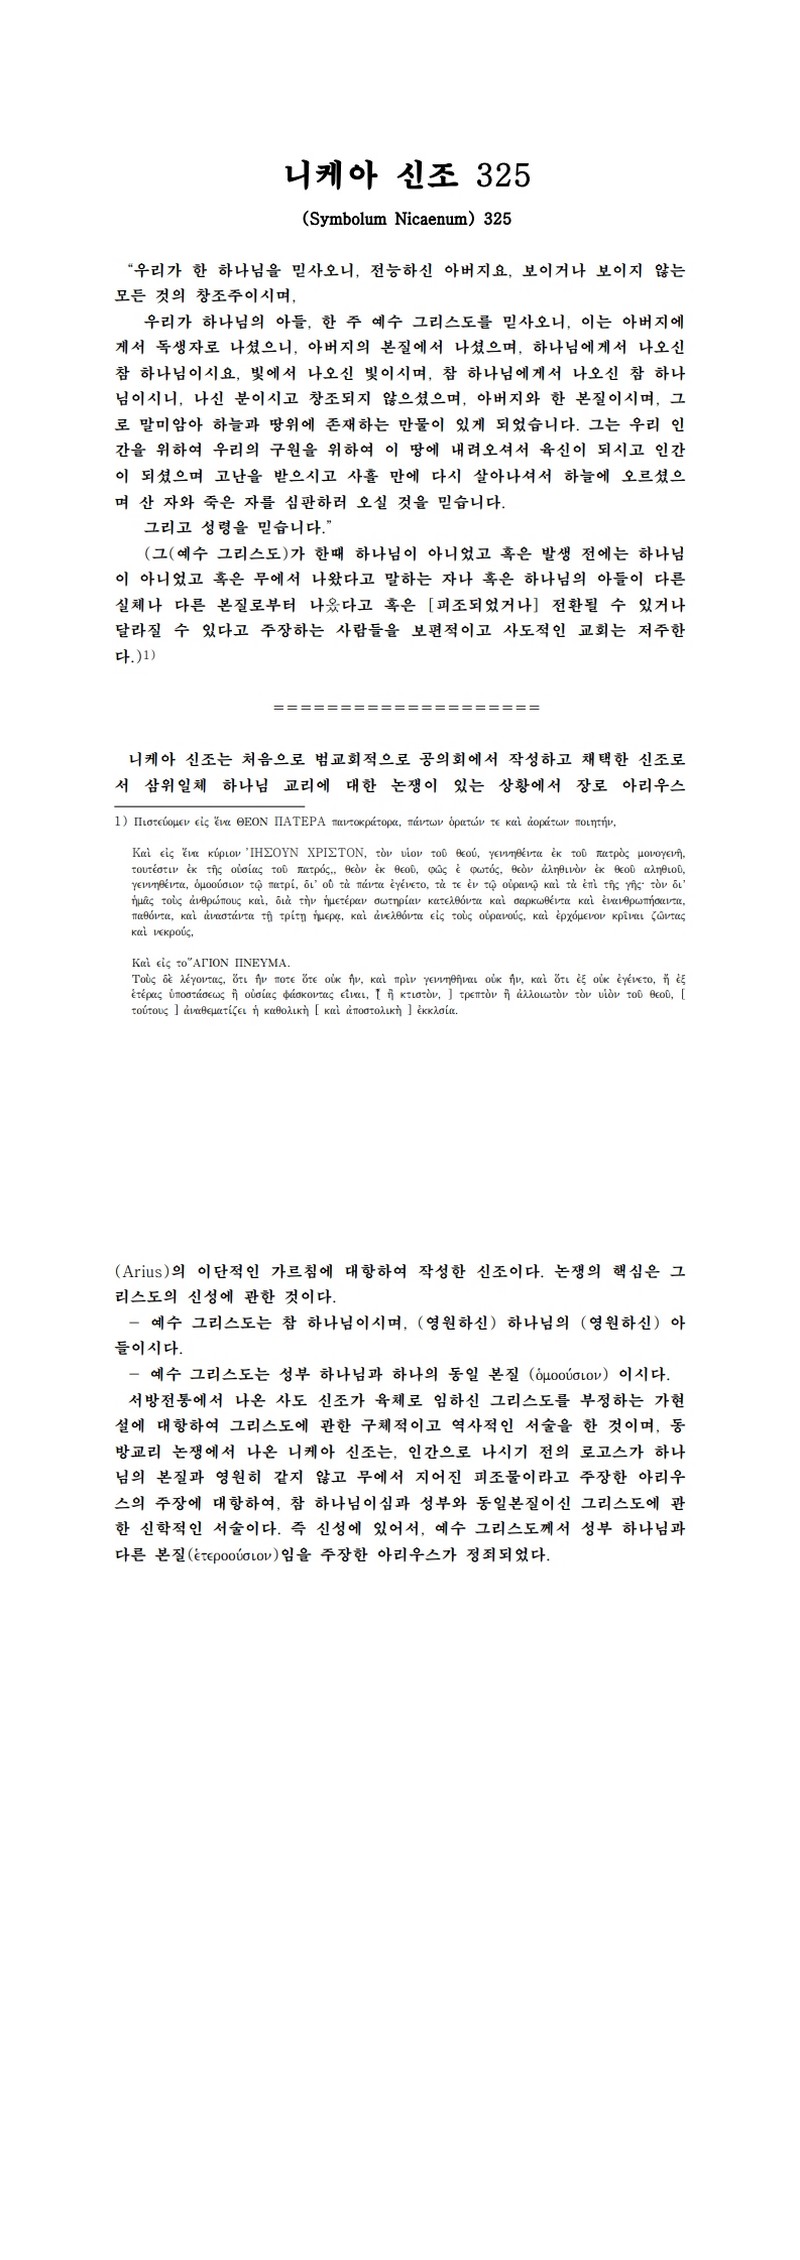 니케아 신조 325
(Symbolum Nicaenum) 325
“우리가 한 하나님을 믿사오니, 전능하신 아버지요, 보이거나 보이지 않는
모든 것의 창조주이시며,
우리가 하나님의 아들, 한 주 예수 그리스도를 믿사오니, 이는 아버지에
게서 독생자로 나셨으니, 아버지의 본질에서 나셨으며, 하나님에게서 나오신
참 하나님이시요, 빛에서 나오신 빛이시며, 참 하나님에게서 나오신 참 하나
님이시니, 나신 분이시고 창조되지 않으셨으며, 아버지와 한 본질이시며, 그
로 말미암아 하늘과 땅위에 존재하는 만물이 있게 되었습니다. 그는 우리 인
간을 위하여 우리의 구원을 위하여 이 땅에 내려오셔서 육신이 되시고 인간
이 되셨으며 고난을 받으시고 사흘 만에 다시 살아나셔서 하늘에 오르셨으
며 산 자와 죽은 자를 심판하러 오실 것을 믿습니다.
그리고 성령을 믿습니다.”
(그(예수 그리스도)가 한때 하나님이 아니었고 혹은 발생 전에는 하나님
이 아니었고 혹은 무에서 나왔다고 말하는 자나 혹은 하나님의 아들이 다른
실체나 다른 본질로부터 나옸다고 혹은 [피조되었거나] 전환될 수 있거나
달라질 수 있다고 주장하는 사람들을 보편적이고 사도적인 교회는 저주한
다.)1)
====================
니케아 신조는 처음으로 범교회적으로 공의회에서 작성하고 채택한 신조로
서 삼위일체 하나님 교리에 대한 논쟁이 있는 상황에서 장로 아리우스
1) Πιστεύομεν εἰς ἕνα ΘΕΟΝ ΠΑΤΕΡΑ παντοκράτορα, πάντων ὁρατών τε καὶ ἀοράτων ποιητήν,
Καὶ εἰς ἕνα κύριον ᾽ΙΗΣΟΥΝ ΧΡΙΣΤΟΝ, τὸν υἱον τοῦ θεού, γεννηθέντα ἐκ τοῦ πατρὸς μονογενῆ,
τουτέστιν ἐκ τῆς οὐσίας τοῦ πατρός,, θεὸν ἐκ θεοῦ, φῶς ἐ φωτός, θεὸν ἀληθινὸν ἐκ θεοῦ αληθιοῦ,
γεννηθέντα, ὁμοούσιον τῷ πατρί, δι’ οὗ τὰ πάντα ἐγένετο, τὰ τε ἐν τῷ οὐρανῷ καὶ τὰ ἐπὶ τῆς γῆς· τὸν δι’
ἡμᾶς τοὺς ἀνθρώπους καὶ, διὰ τὴν ἡμετέραν σωτηρίαν κατελθόντα καὶ σαρκωθέντα καὶ ἐνανθρωπήσαντα,
παθόντα, καὶ ἀναστάντα τῇ τρίτῃ ἡμερᾳ, καὶ ἀνελθόντα εἰς τοὺς οὐρανούς, καὶ ἐρχόμενον κρῖναι ζῶντας
καὶ νεκρούς,
Καὶ εἰς το῞ΑΓΙΟΝ ΠΝΕΥΜΑ.
Τοὺς δὲ λέγοντας, ὅτι ἦν ποτε ὅτε οὐκ ἦν, καὶ πρὶν γεννηθῆναι οὐκ ἦν, καὶ ὅτι ἐξ οὐκ ἐγένετο, ἤ ἐξ
ἑτέρας ὑποστάσεως ἢ οὐσίας φάσκοντας εἶναι, [ ἢ κτιστὸν, ] τρεπτὸν ἢ ἀλλοιωτὸν τὸν υἱὸν τοῦ θεοῦ, [
τούτους ] ἀναθεματίζει ἡ καθολικὴ [ καὶ ἀποστολικὴ ] ἐκκλσία.
(Arius)의 이단적인 가르침에 대항하여 작성한 신조이다. 논쟁의 핵심은 그
리스도의 신성에 관한 것이다.
- 예수 그리스도는 참 하나님이시며, (영원하신) 하나님의 (영원하신) 아
들이시다.
- 예수 그리스도는 성부 하나님과 하나의 동일 본질 (ὁμοούσιον) 이시다.
서방전통에서 나온 사도 신조가 육체로 임하신 그리스도를 부정하는 가현
설에 대항하여 그리스도에 관한 구체적이고 역사적인 서술을 한 것이며, 동
방교리 논쟁에서 나온 니케아 신조는, 인간으로 나시기 전의 로고스가 하나
님의 본질과 영원히 같지 않고 무에서 지어진 피조물이라고 주장한 아리우
스의 주장에 대항하여, 참 하나님이심과 성부와 동일본질이신 그리스도에 관
한 신학적인 서술이다. 즉 신성에 있어서, 예수 그리스도께서 성부 하나님과
다른 본질(ἑτεροούσιον)임을 주장한 아리우스가 정죄되었다.